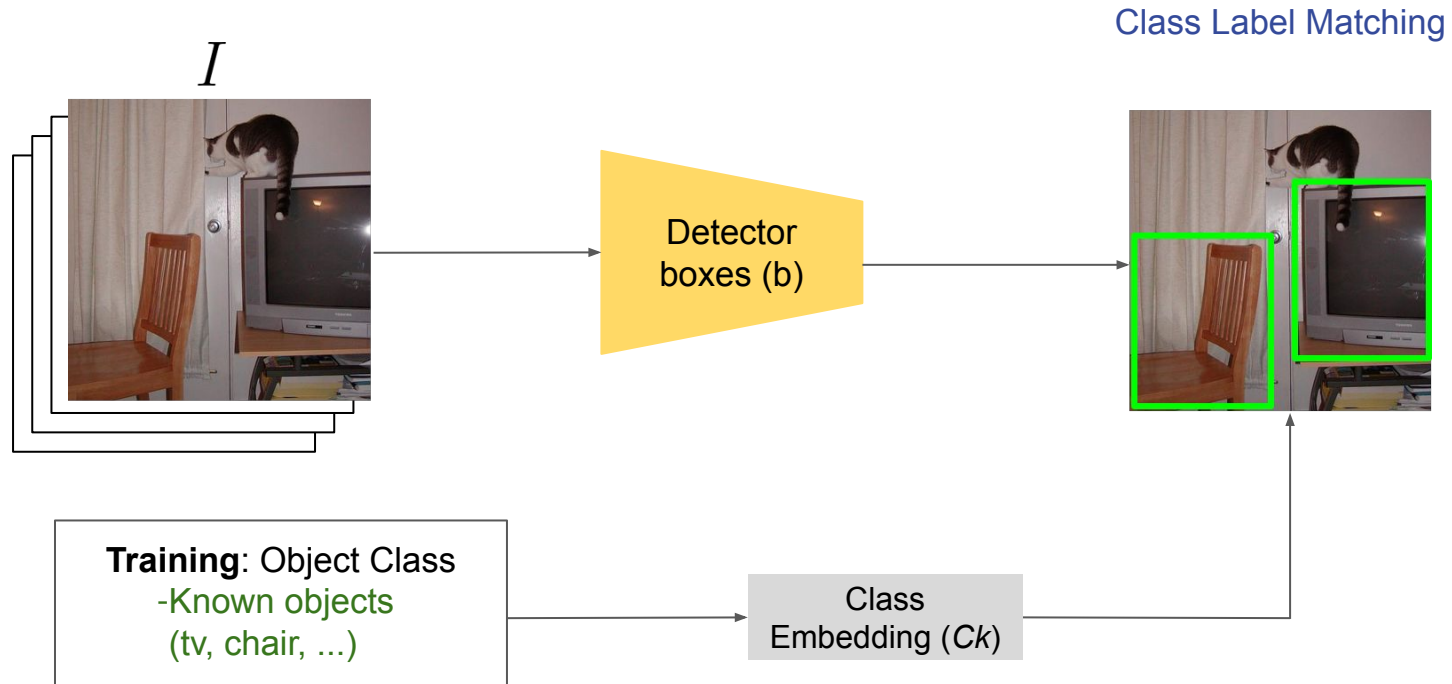 Class Label Matching
I
Detector
boxes (b)
Training: Object Class
-Known objects
(tv, chair, ...)
Class
Embedding (Ck)